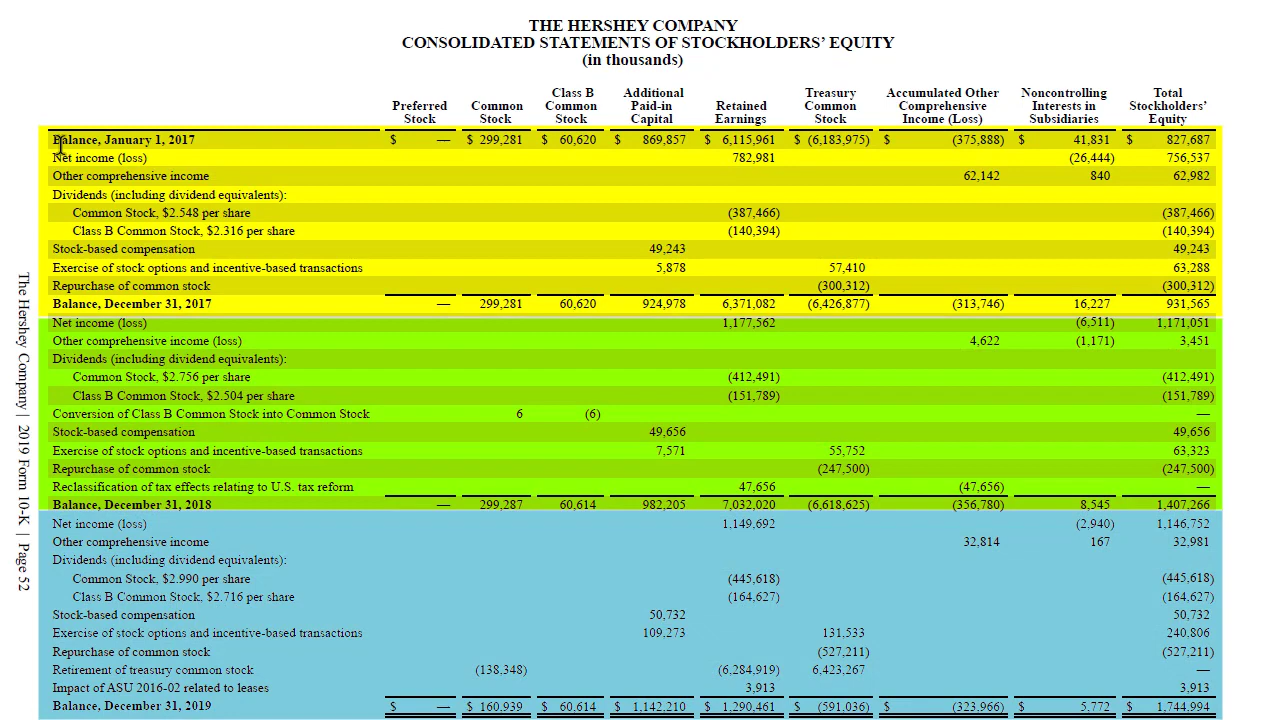 THE HERSHEY COMPANY
CONSOLIDATED STATEMENTS OF STOCKHOLDERS' EQUITY
(in thousands)
Preferred Stock Common Stock Class B Common Stock Additional Paid-in Capital Retained Earnings Treasury Common Stock Accumulated Other Comprehensive Income (Loss) Noncontrolling Interests in Subsidiaries Total Stockholders' Equity
Balance, January 1, 2017 $ — $ 299,281 $ 60,620 $ 869,857 $ 6,115,961 $ (6,183,975) $ (375,888) $ 41,831 $ 827,687
Net income (loss) 782,981 (26,444) 756,537
Other comprehensive income 62,142 840 62,982
Dividends (including dividend equivalents):
Common Stock, $2.548 per share (387,466) (387,466)
Class B Common Stock, $2.316 per share (140,394) (140,394)
Stock-based compensation 49,243 49,243
Exercise of stock options and incentive-based transactions 5,878 57,410 63,288
Repurchase of common stock (300,312) (300,312)
Balance, December 31, 2017 — 299,281 60,620 924,978 6,371,082 (6,426,877) (313,746) 16,227 931,565
Net income (loss) 1,177,562 (6,511) 1,171,051
Other comprehensive income (loss) 4,622 (1,171) 3,451
Dividends (including dividend equivalents):
Common Stock, $2.756 per share (412,491) (412,491)
Class B Common Stock, $2.504 per share (151,789) (151,789)
Conversion of Class B Common Stock into Common Stock 6 (6) —
Stock-based compensation 49,656 49,656
Exercise of stock options and incentive-based transactions 7,571 55,752 63,323
Repurchase of common stock (247,500) (247,500)
Reclassification of tax effects relating to U.S. tax reform 47,656 (47,656) —
Balance, December 31, 2018 — 299,287 60,614 982,205 7,032,020 (6,618,625) (356,780) 8,545 1,407,266
Net income (loss) 1,149,692 (2,940) 1,146,752
Other comprehensive income 32,814 167 32,981
Dividends (including dividend equivalents):
Common Stock, $2.990 per share (445,618) (445,618)
Class B Common Stock, $2.716 per share (164,627) (164,627)
Stock-based compensation 50,732 50,732
Exercise of stock options and incentive-based transactions 109,273 131,533 240,806
Repurchase of common stock (527,211) (527,211)
Retirement of treasury common stock (138,348) (6,284,919) 6,423,267 —
Impact of ASU 2016-02 related to leases 3,913 3,913
Balance, December 31, 2019 $ — $ 160,939 $ 60,614 $ 1,142,210 $ 1,290,461 $ (591,036) $ (323,966) $ 5,772 $ 1,744,994
The Hershey Company | 2019 Form 10-K | Page 52